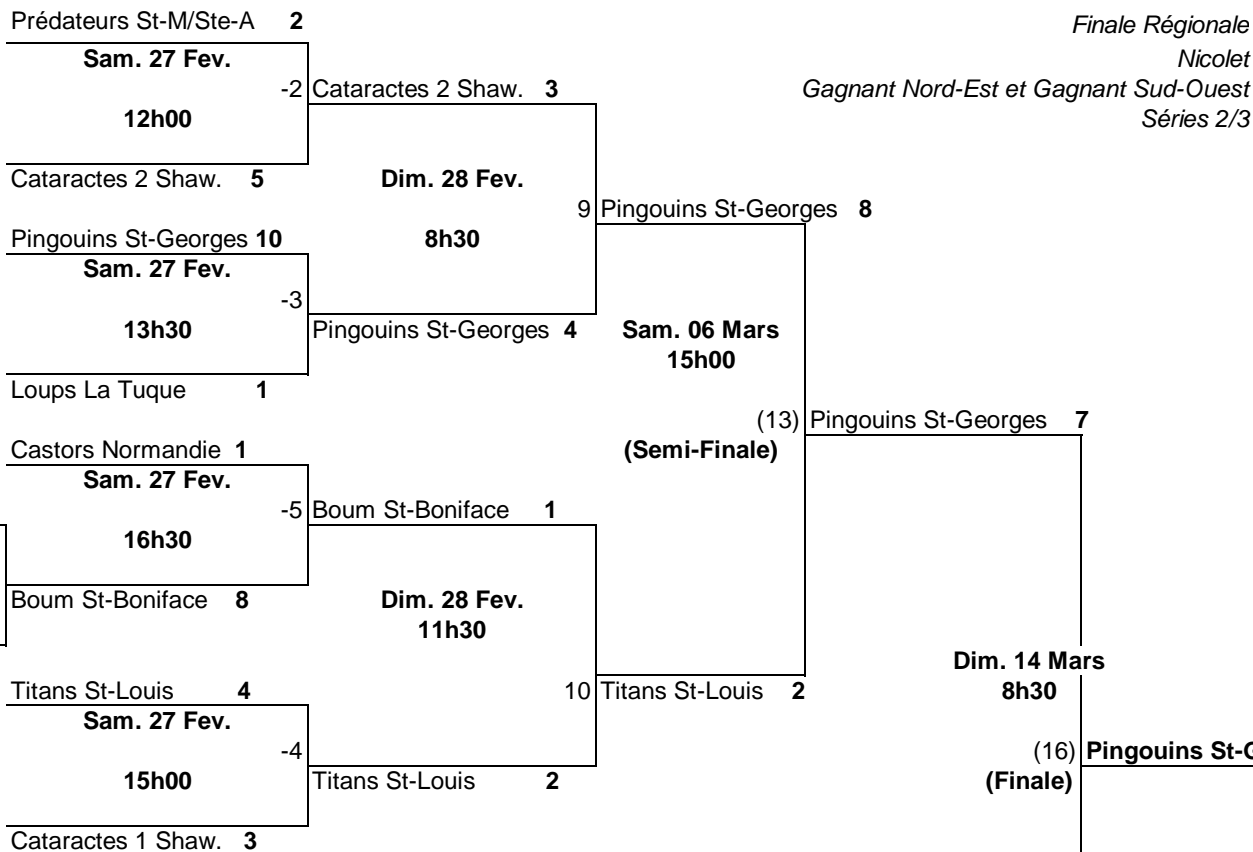 Prédateurs St-M/Ste-A 2
Finale Régionale
Sam. 27 Fev.
Nicolet
-2 Cataractes 2 Shaw. 3
Gagnant Nord-Est et Gagnant Sud-Ouest
12h00
Séries 2/3
Cataractes 2 Shaw. 5
Dim. 28 Fev.
9 Pingouins St-Georges 8
Pingouins St-Georges 10
8h30
Sam. 27 Fev.
-3
13h30
Pingouins St-Georges 4
Sam. 06 Mars
15h00
Loups La Tuque 1
(13) Pingouins St-Georges 7
Castors Normandie 1
(Semi-Finale)
Sam. 27 Fev.
-5 Boum St-Boniface 1
16h30
Boum St-Boniface 8
Dim. 28 Fev.
11h30
Dim. 14 Mars
Titans St-Louis 4
10 Titans St-Louis 2
8h30
Sam. 27 Fev.
-4
(16) Pingouins St-G
15h00
Titans St-Louis 2
(Finale)
Cataractes 1 Shaw. 3